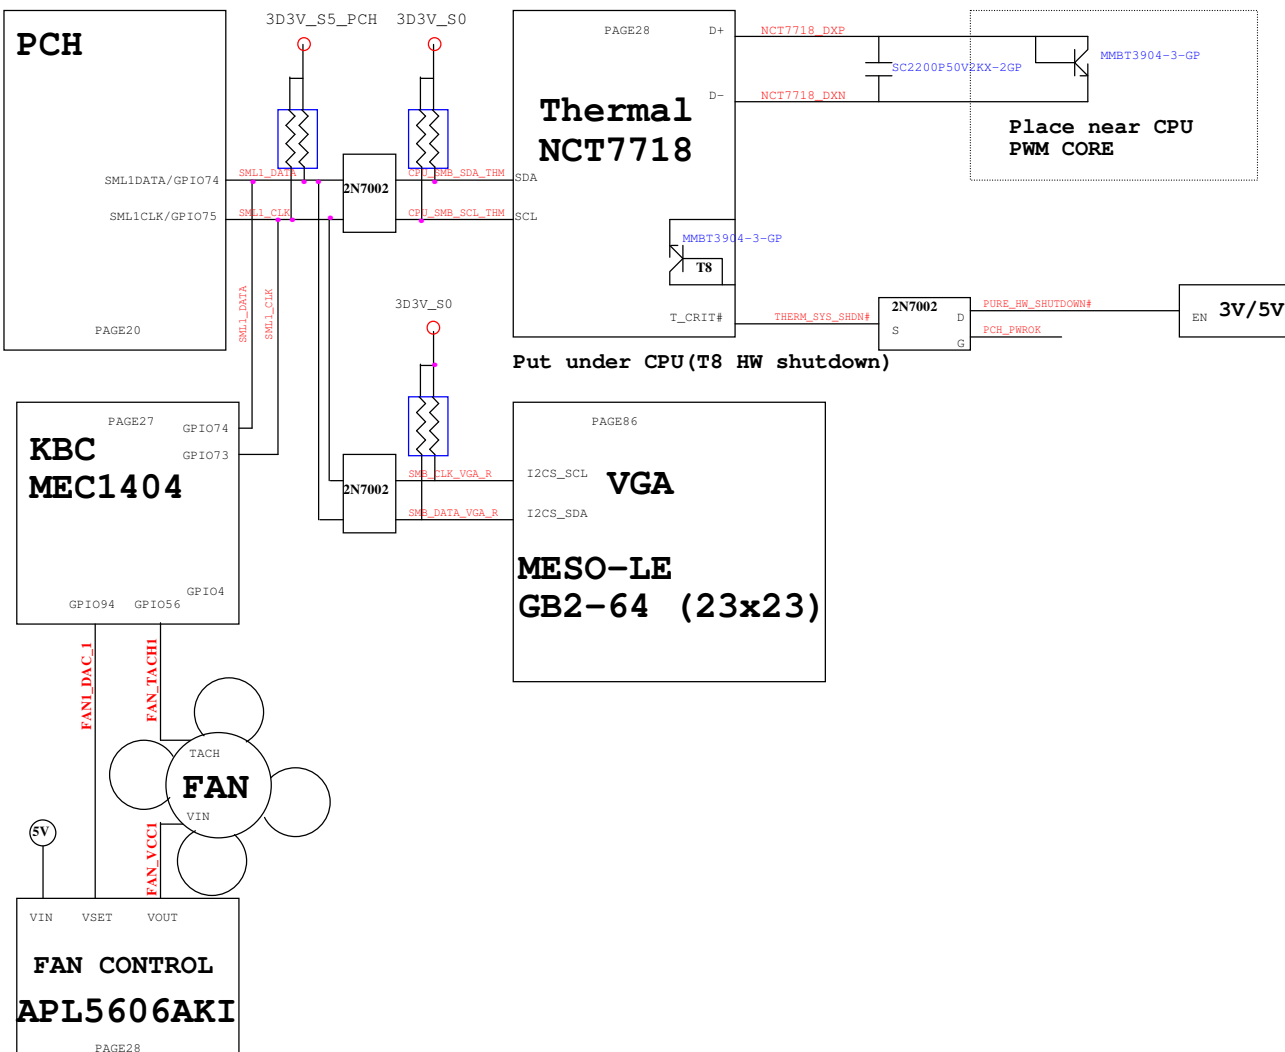 3D3V_S5_PCH
3D3V_S0
PCH
SML1DATA/GPIO74
SML1CLK/GPIO75
PAGE20
SML1_DATA
SML1_CLK
2N7002
CPU_SMB_SDA_THM
CPU_SMB_SCL_THM
PAGE28
D+
D-
Thermal
NCT7718
SDA
SCL
T_CRIT#
NCT7718_DXP
NCT7718_DXN
SC2200P50V2KX-2GP
MMBT3904-3-GP
Place near CPU
PWM CORE
MMBT3904-3-GP
T8
THERM_SYS_SHDN#
2N7002
S
D
G
PURE_HW_SHUTDOWN#
PCH_PWROK
EN
3V/5V
Put under CPU(T8 HW shutdown)
SML1_DATA
SML1_CLK
3D3V_S0
PAGE27
GPIO74
GPIO73
KBC
MEC1404
GPIO4
GPIO94
GPIO56
2N7002
SMB_CLK_VGA_R
SMB_DATA_VGA_R
PAGE86
I2CS_SCL
I2CS_SDA
VGA
MESO-LE
GB2-64 (23x23)
FAN1_DAC_1
FAN_TACH1
TACH
FAN
VIN
5V
FAN_VCC1
VIN
VSET
VOUT
FAN CONTROL
APL5606AKI
PAGE28